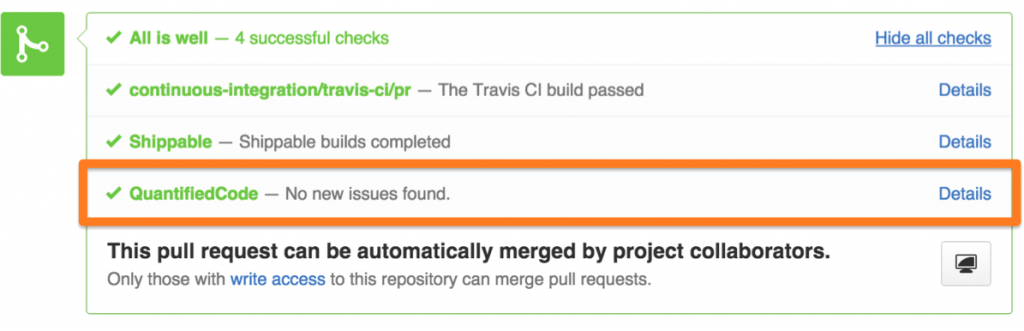 All is well — 4 successful checks Hide all checks
continuous-integration/travis-ci/pr — The Travis CI build passed Details
Shippable — Shippable builds completed Details
QuantifiedCode — No new issues found. Details
This pull request can be automatically merged by project collaborators.
Only those with write access to this repository can merge pull requests.